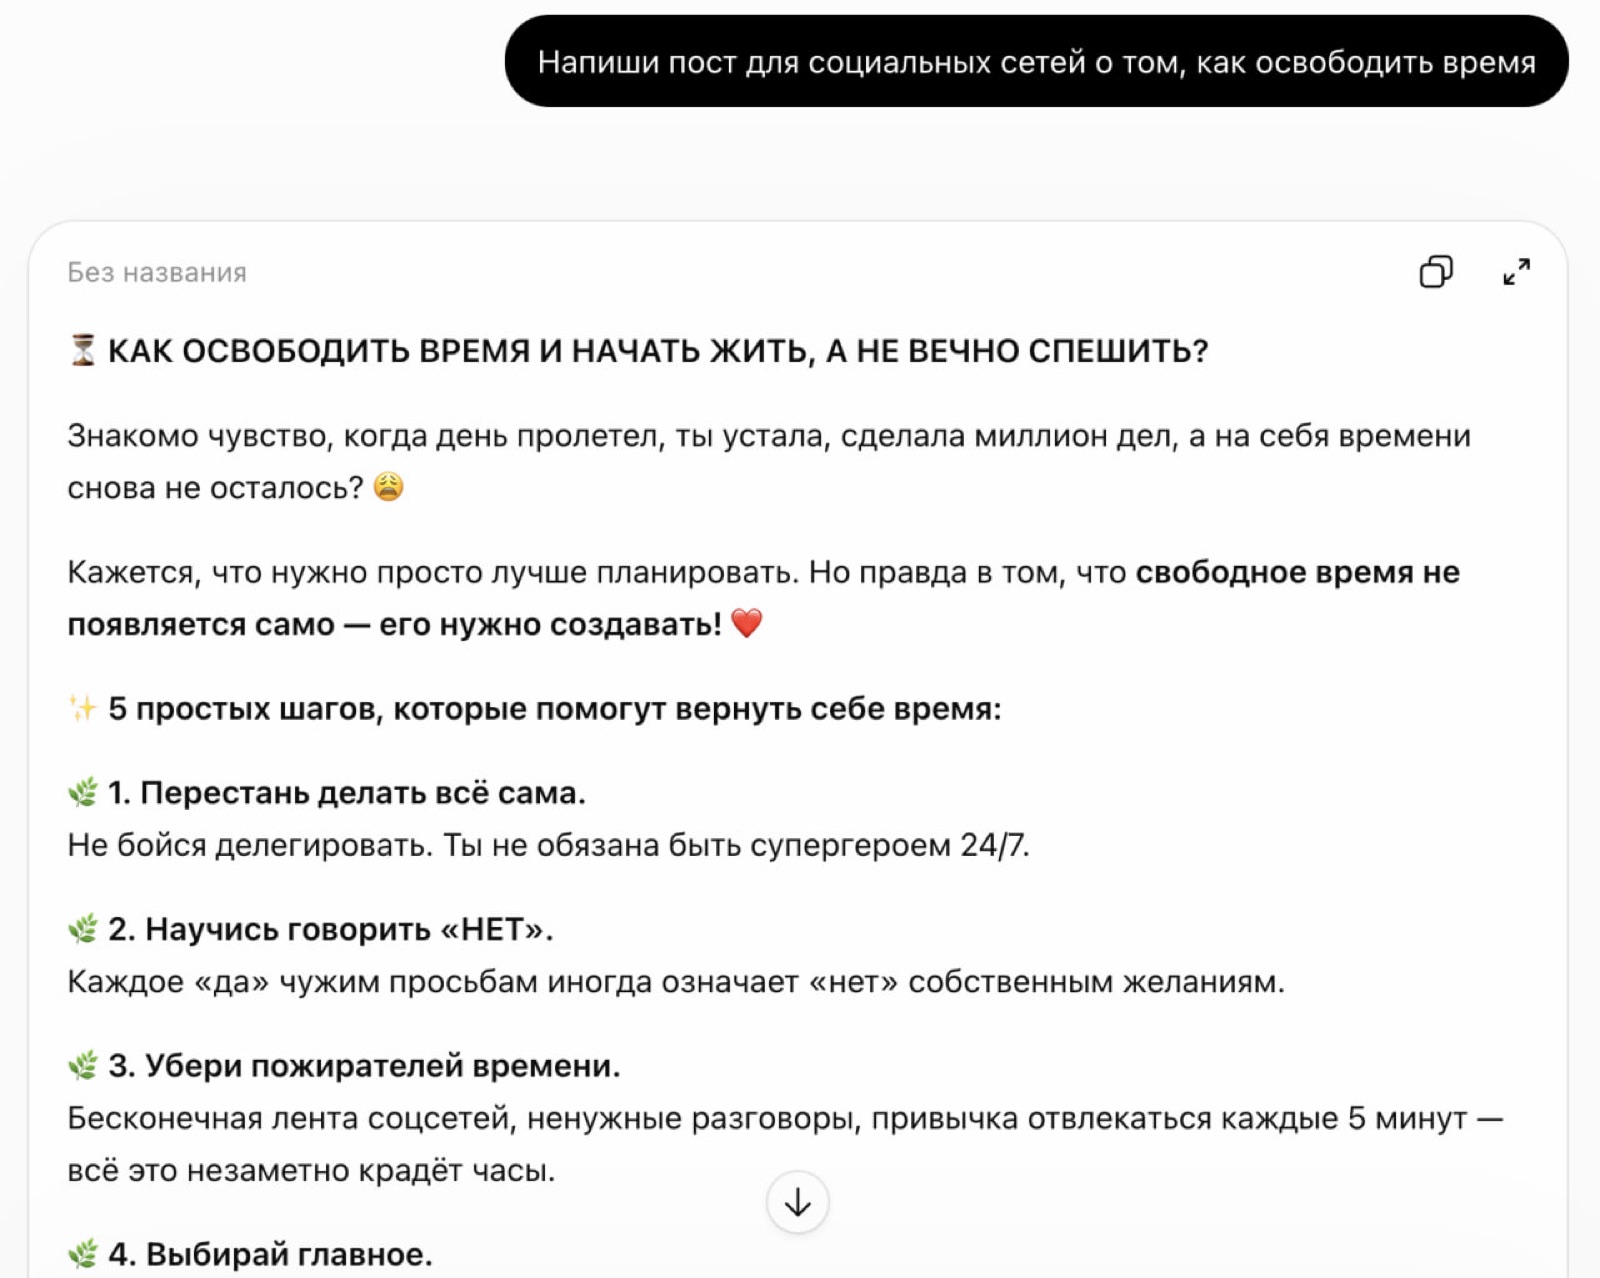 Напиши пост для социальных сетей о том, как освободить время
Без названия
⏳ КАК ОСВОБОДИТЬ ВРЕМЯ И НАЧАТЬ ЖИТЬ, А НЕ ВЕЧНО СПЕШИТЬ?
Знакомо чувство, когда день пролетел, ты устала, сделала миллион дел, а на себя времени
снова не осталось? 😩
Кажется, что нужно просто лучше планировать. Но правда в том, что свободное время не
появляется само — его нужно создавать! ❤️
✨ 5 простых шагов, которые помогут вернуть себе время:
🌿 1. Перестань делать всё сама.
Не бойся делегировать. Ты не обязана быть супергероем 24/7.
🌿 2. Научись говорить «НЕТ».
Каждое «да» чужим просьбам иногда означает «нет» собственным желаниям.
🌿 3. Убери пожирателей времени.
Бесконечная лента соцсетей, ненужные разговоры, привычка отвлекаться каждые 5 минут —
всё это незаметно крадёт часы.
🌿 4. Выбирай главное.